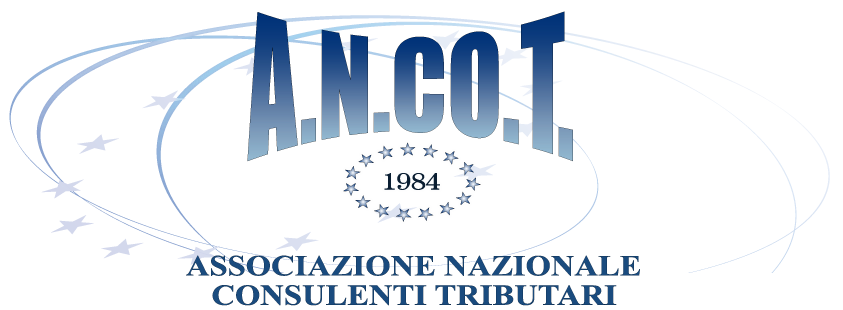 A.N.CO.T.
1984
ASSOCIAZIONE NAZIONALE
CONSULENTI TRIBUTARI